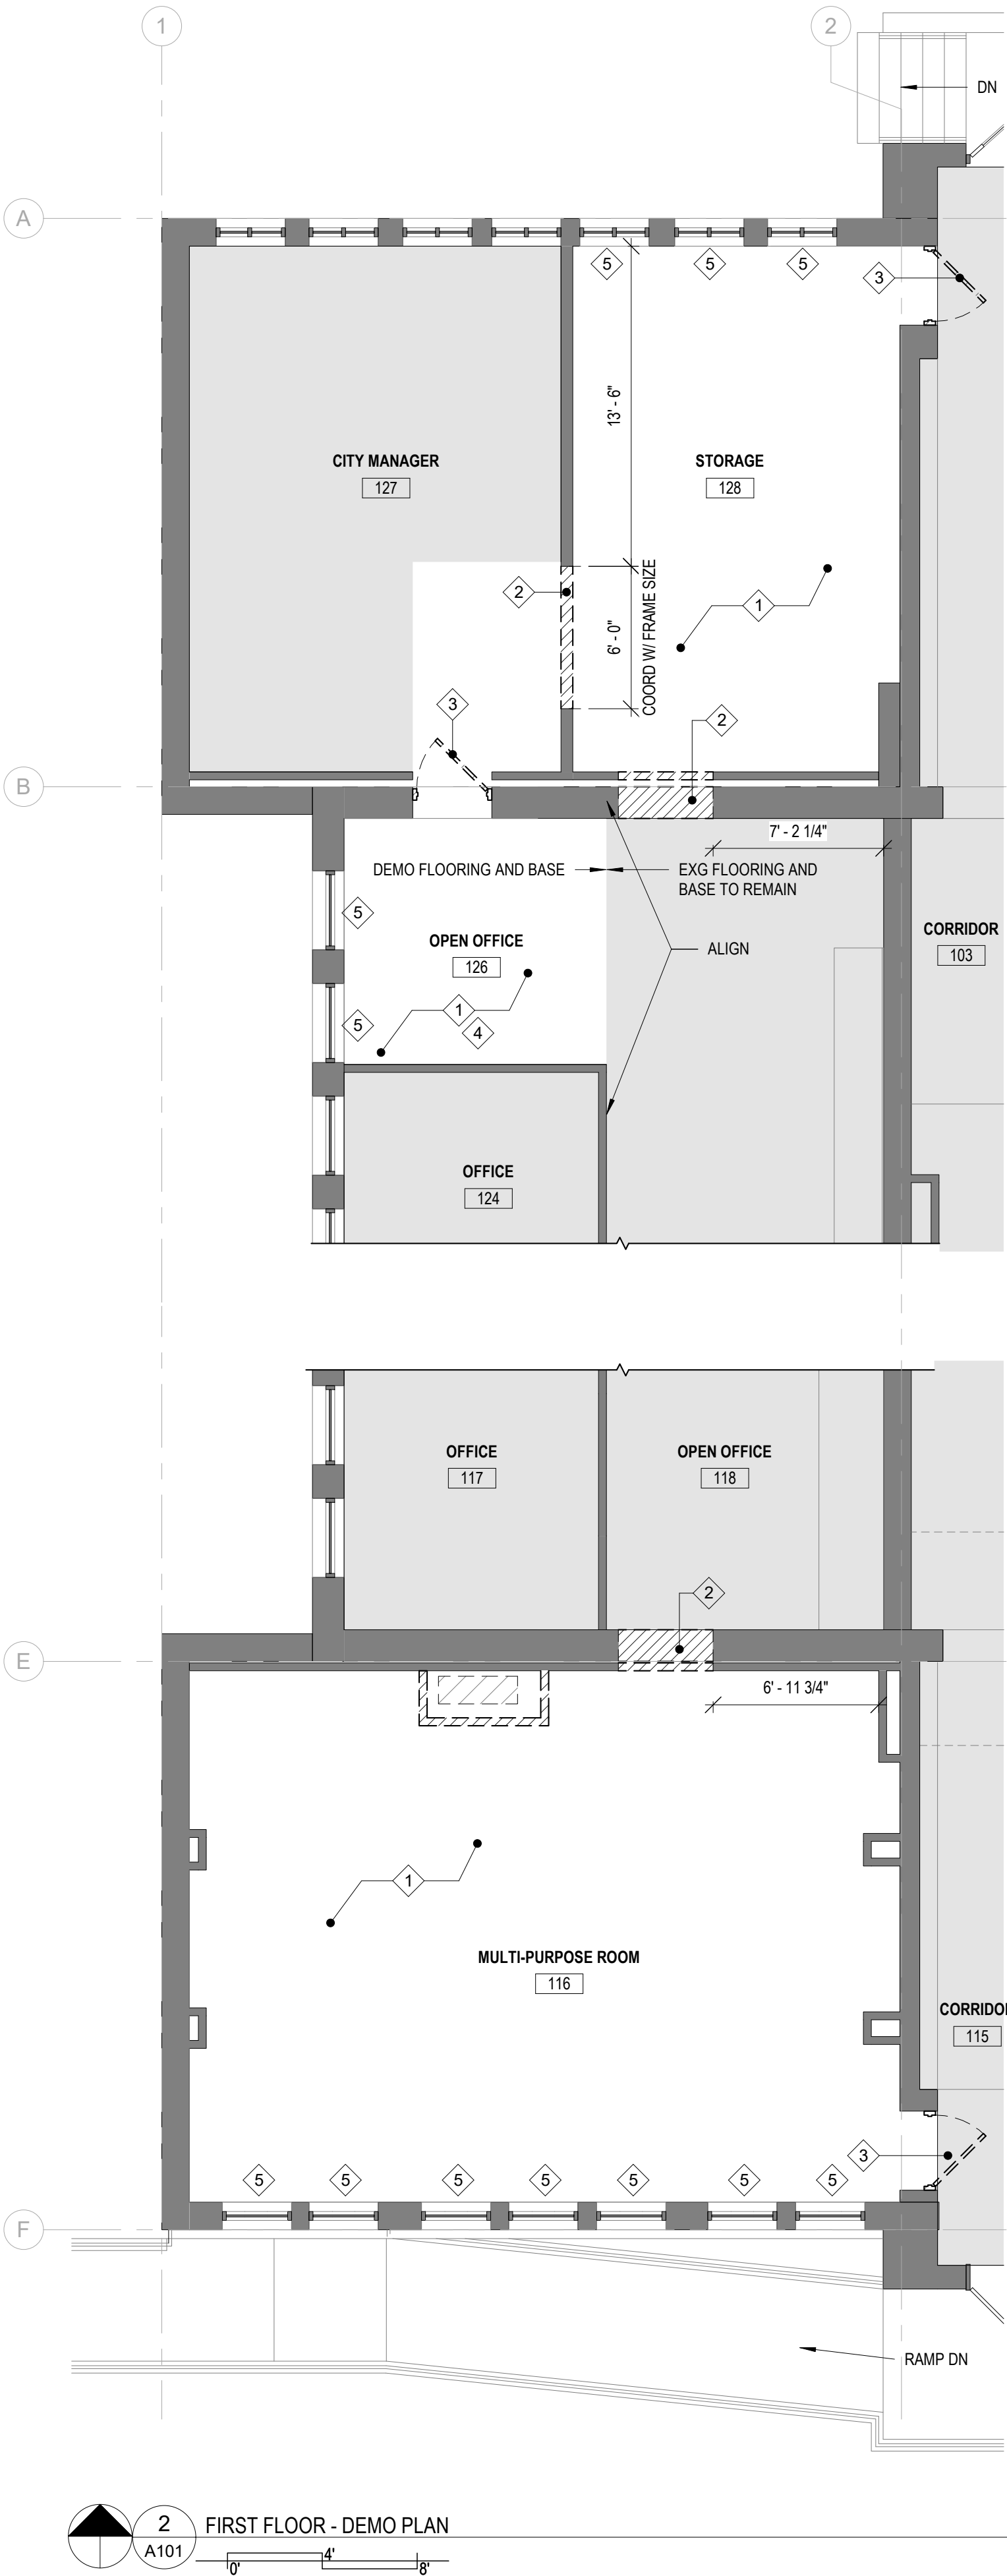 1
2
DN
A
5
5
5
3
13' - 6"
CITY MANAGER
127
STORAGE
128
2
1
6' - 0"
COORD W/ FRAME SIZE
3
2
B
7' - 2 1/4"
DEMO FLOORING AND BASE
EXG FLOORING AND
BASE TO REMAIN
5
OPEN OFFICE
126
ALIGN
CORRIDOR
103
5
1
4
OFFICE
124
OFFICE
117
OPEN OFFICE
118
2
E
6' - 11 3/4"
1
MULTI-PURPOSE ROOM
116
CORRIDO
115
3
5
5
5
5
5
5
5
F
RAMP DN
2
A101
FIRST FLOOR - DEMO PLAN
0'
4'
8'